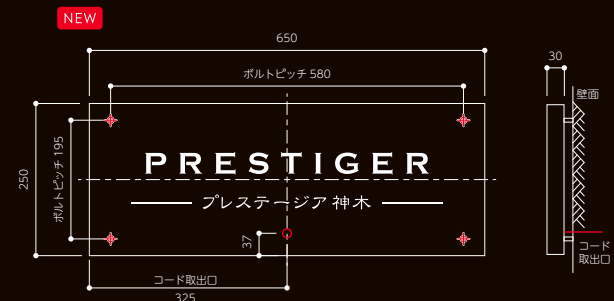 NEW
650
ボルトピッチ 580
30
壁面
250
ボルトピッチ 195
PRESTIGER
プレステージア 神木
37
コード取出口
325
コード
取出口